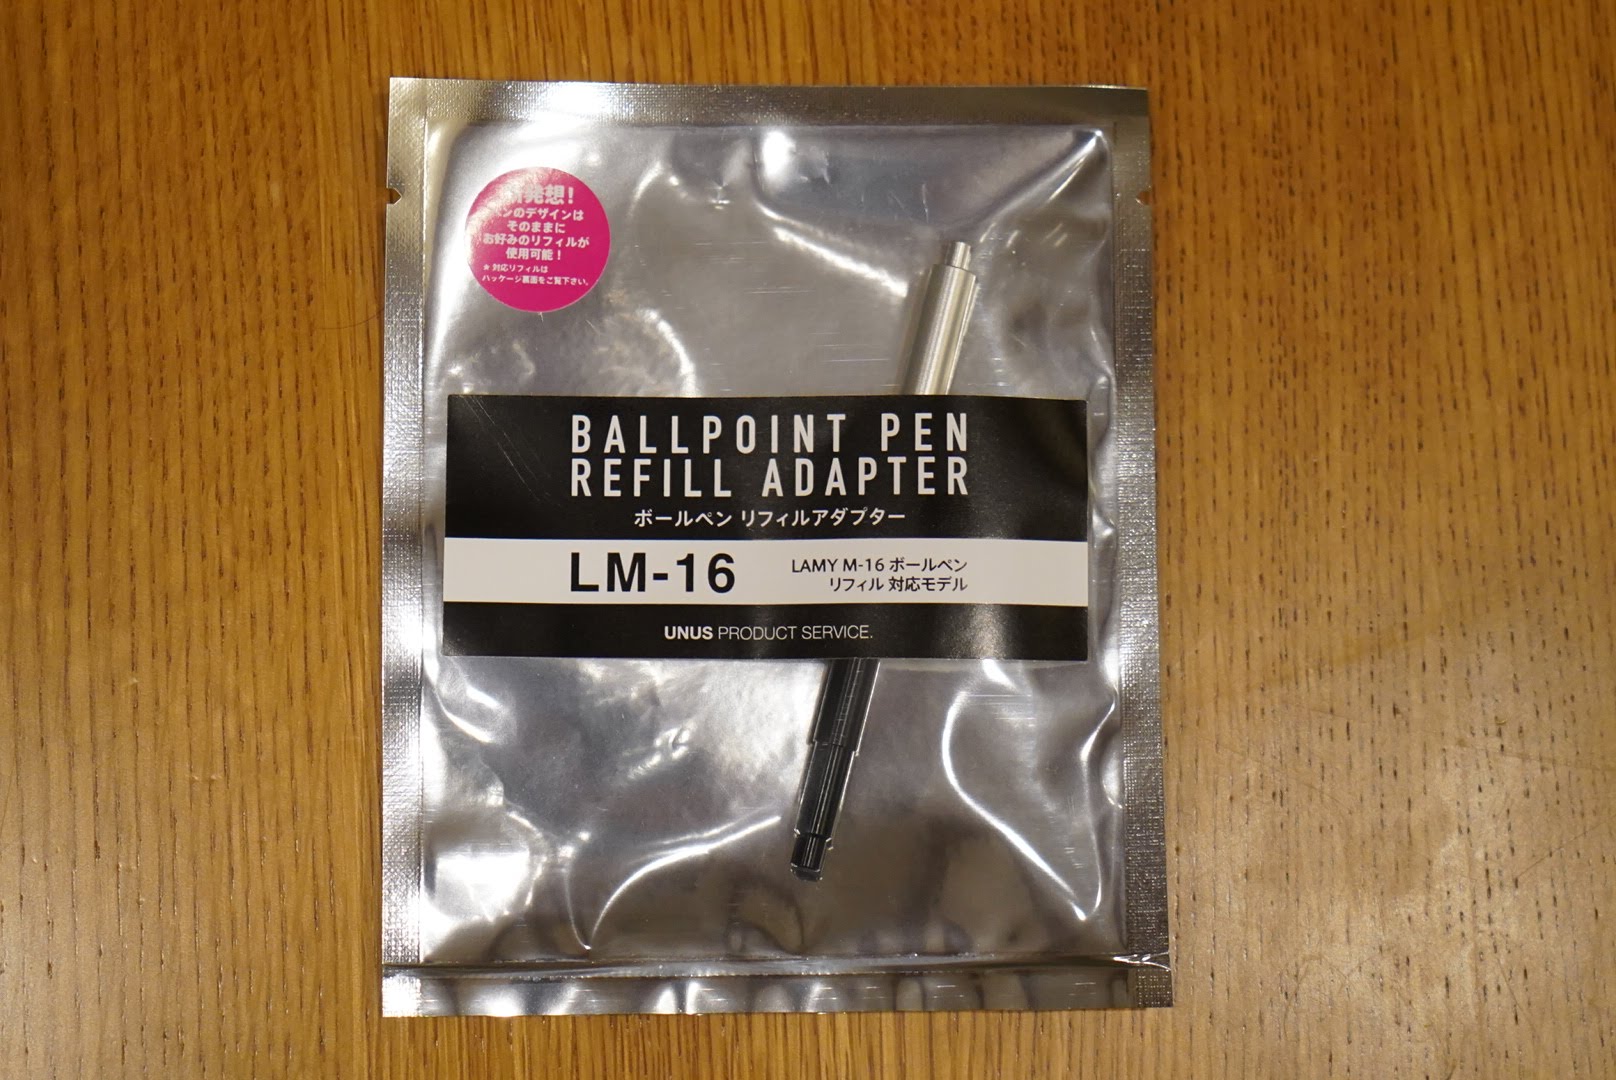 新発想!
ペンのデザインは
そのままに
お好みのリフィルが
使用可能!
★ 対応リフィルは
パッケージ裏面をご覧下さい。
BALLPOINT PEN
REFILL ADAPTER
ボールペン リフィルアダプター
LM-16
LAMY M-16 ボールペン
リフィル 対応モデル
UNUS PRODUCT SERVICE.